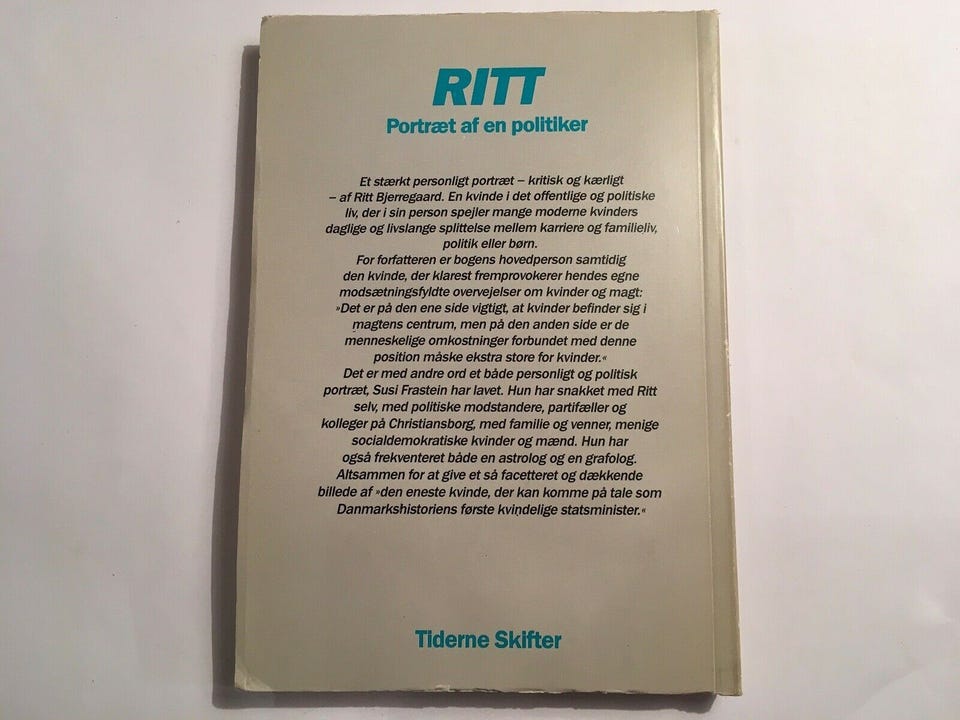 RITT
Portræt af en politiker
Et stærkt personligt portræt – kritisk og kærligt
– af Ritt Bjerregaard. En kvinde i det offentlige og politiske
liv, der i sin person spejler mange moderne kvinders
daglige og livslange splittelse mellem karriere og familieliv,
politik eller børn.
For forfatteren er bogens hovedperson samtidig
den kvinde, der klarest fremprovokerer hendes egne
modsætningsfyldte overvejelser om kvinder og magt:
»Det er på den ene side vigtigt, at kvinder befinder sig i
magtens centrum, men på den anden side er de
menneskelige omkostninger forbundet med denne
position måske ekstra store for kvinder.«
Det er med andre ord et både personligt og politisk
portræt, Susi Frastein har lavet. Hun har snakket med Ritt
selv, med politiske modstandere, partifæller og
kolleger på Christiansborg, med familie og venner, menige
socialdemokratiske kvinder og mænd. Hun har
også frekventeret både en astrolog og en grafolog.
Altsammen for at give et så facetteret og dækkende
billede af »den eneste kvinde, der kan komme på tale som
Danmarkshistoriens første kvindelige statsminister.«
Tiderne Skifter